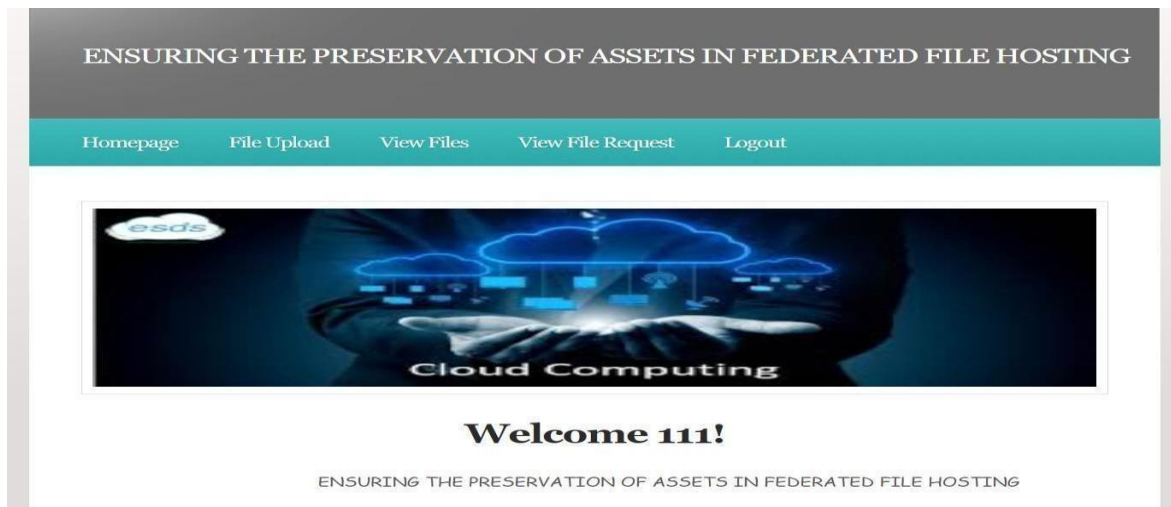 ENSURING THE PRESERVATION OF ASSETS IN FEDERATED FILE HOSTING
Homepage File Upload View Files View File Request Logout
esds
Cloud Computing
Welcome 111!
ENSURING THE PRESERVATION OF ASSETS IN FEDERATED FILE HOSTING